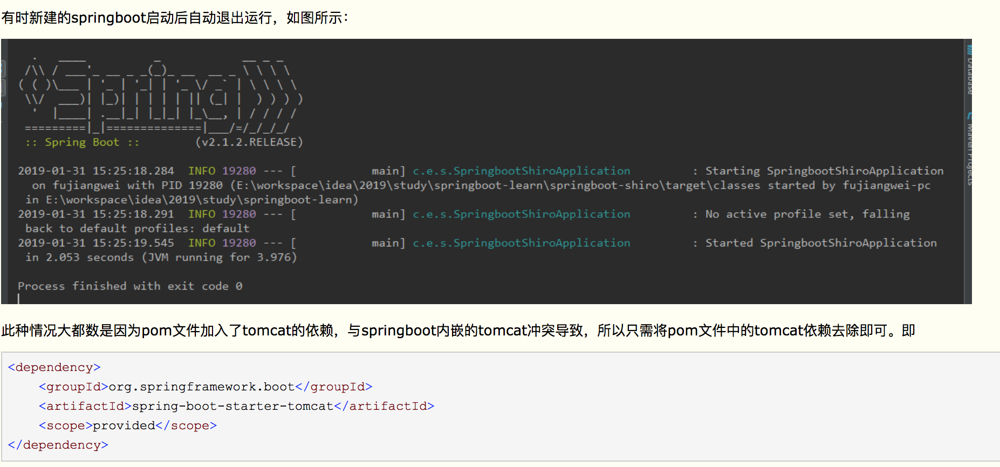 有时新建的springboot启动后自动退出运行，如图所示：
  .   ____          _            __ _ _
 /\\ / ___'_ __ _ _(_)_ __  __ _ \ \ \ \
( ( )\___ | '_ | '_| | '_ \/ _` | \ \ \ \
 \\/  ___)| |_)| | | | | || (_| |  ) ) ) )
  '  |____| .__|_| |_|_| |_\__, | / / / /
 =========|_|==============|___/=/_/_/_/
 :: Spring Boot ::        (v2.1.2.RELEASE)
2019-01-31 15:25:18.284  INFO 19280 --- [           main] c.e.s.SpringbootShiroApplication         : Starting SpringbootShiroApplication
on fujiangwei with PID 19280 (E:\workspace\idea\2019\study\springboot-learn\springboot-shiro\target\classes started by fujiangwei-pc
in E:\workspace\idea\2019\study\springboot-learn)
2019-01-31 15:25:18.291  INFO 19280 --- [           main] c.e.s.SpringbootShiroApplication         : No active profile set, falling
back to default profiles: default
2019-01-31 15:25:19.545  INFO 19280 --- [           main] c.e.s.SpringbootShiroApplication         : Started SpringbootShiroApplication
in 2.053 seconds (JVM running for 3.976)
Process finished with exit code 0
Database
Maven Projects
此种情况大都数是因为pom文件加入了tomcat的依赖，与springboot内嵌的tomcat冲突导致，所以只需将pom文件中的tomcat依赖去除即可。即
<dependency>
    <groupId>org.springframework.boot</groupId>
    <artifactId>spring-boot-starter-tomcat</artifactId>
    <scope>provided</scope>
</dependency>